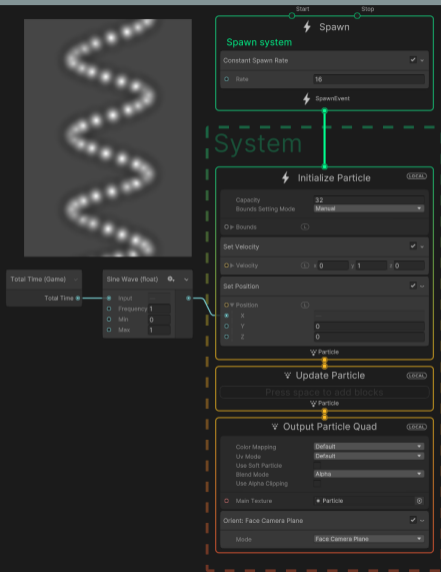 Start Stop
Spawn
Spawn system
Constant Spawn Rate
Rate 16
SpawnEvent
System
Initialize Particle LOCAL
Capacity 32
Bounds Setting Mode Manual
Bounds L
Set Velocity
Velocity L x 0 y 1 z 0
Set Position
Position L
X
Y 0
Z 0
Particle
Total Time (Game)
Total Time
Sine Wave (float)
Input
Frequency 1
Min 0
Max 1
Update Particle LOCAL
Press space to add blocks
Particle
Output Particle Quad LOCAL
Color Mapping Default
Uv Mode Default
Use Soft Particle
Blend Mode Alpha
Use Alpha Clipping
Main Texture Particle
Orient: Face Camera Plane
Mode Face Camera Plane